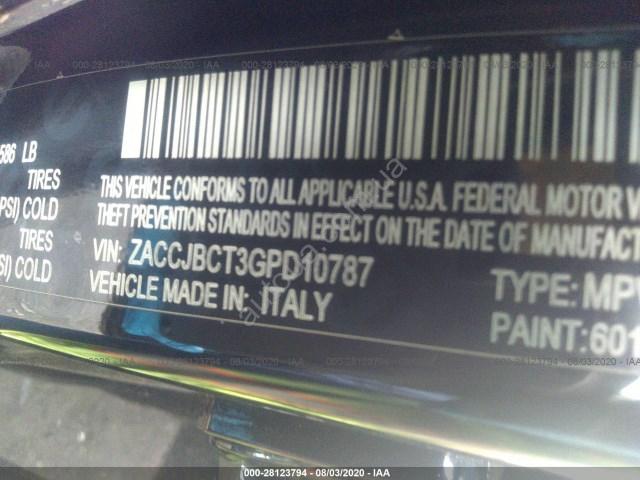 586 LB
TIRES
PSI) COLD
TIRES
SI) COLD
THIS VEHICLE CONFORMS TO ALL APPLICABLE U.S.A. FEDERAL MOTOR
THEFT PREVENTION STANDARDS IN EFFECT ON THE DATE OF MANUFACT
VIN: ZACCJBCT3GPD10787
TYPE: MPV
VEHICLE MADE IN: ITALY
PAINT: 601
000-28123794 - 08/03/2020 - IAA